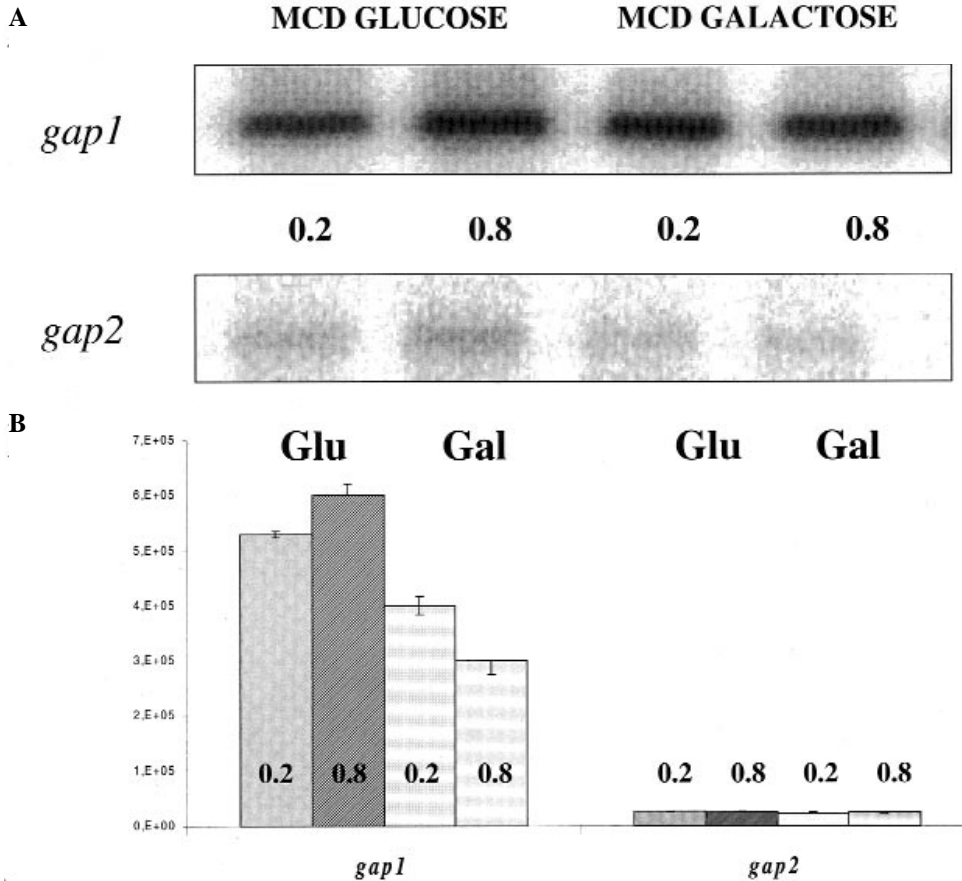 A
MCD GLUCOSE MCD GALACTOSE
gap1
0.2 0.8 0.2 0.8
gap2
B
Glu Gal Glu Gal
7,E+05
6,E+05
5,E+05
4,E+05
3,E+05
2,E+05
1,E+05
0,E+00
0.2 0.8 0.2 0.8 0.2 0.8 0.2 0.8
gap1 gap2